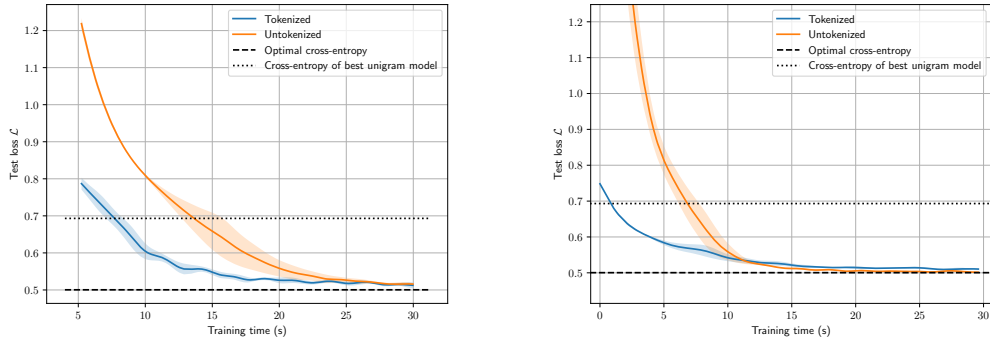 1.2
1.1
1.0
0.9
0.8
0.7
0.6
0.5
Test loss ℒ
5
10
15
20
25
30
Training time (s)
Tokenized
Untokenized
Optimal cross-entropy
Cross-entropy of best unigram model
1.2
1.1
1.0
0.9
0.8
0.7
0.6
0.5
0.4
Test loss ℒ
0
5
10
15
20
25
30
Training time (s)
Tokenized
Untokenized
Optimal cross-entropy
Cross-entropy of best unigram model